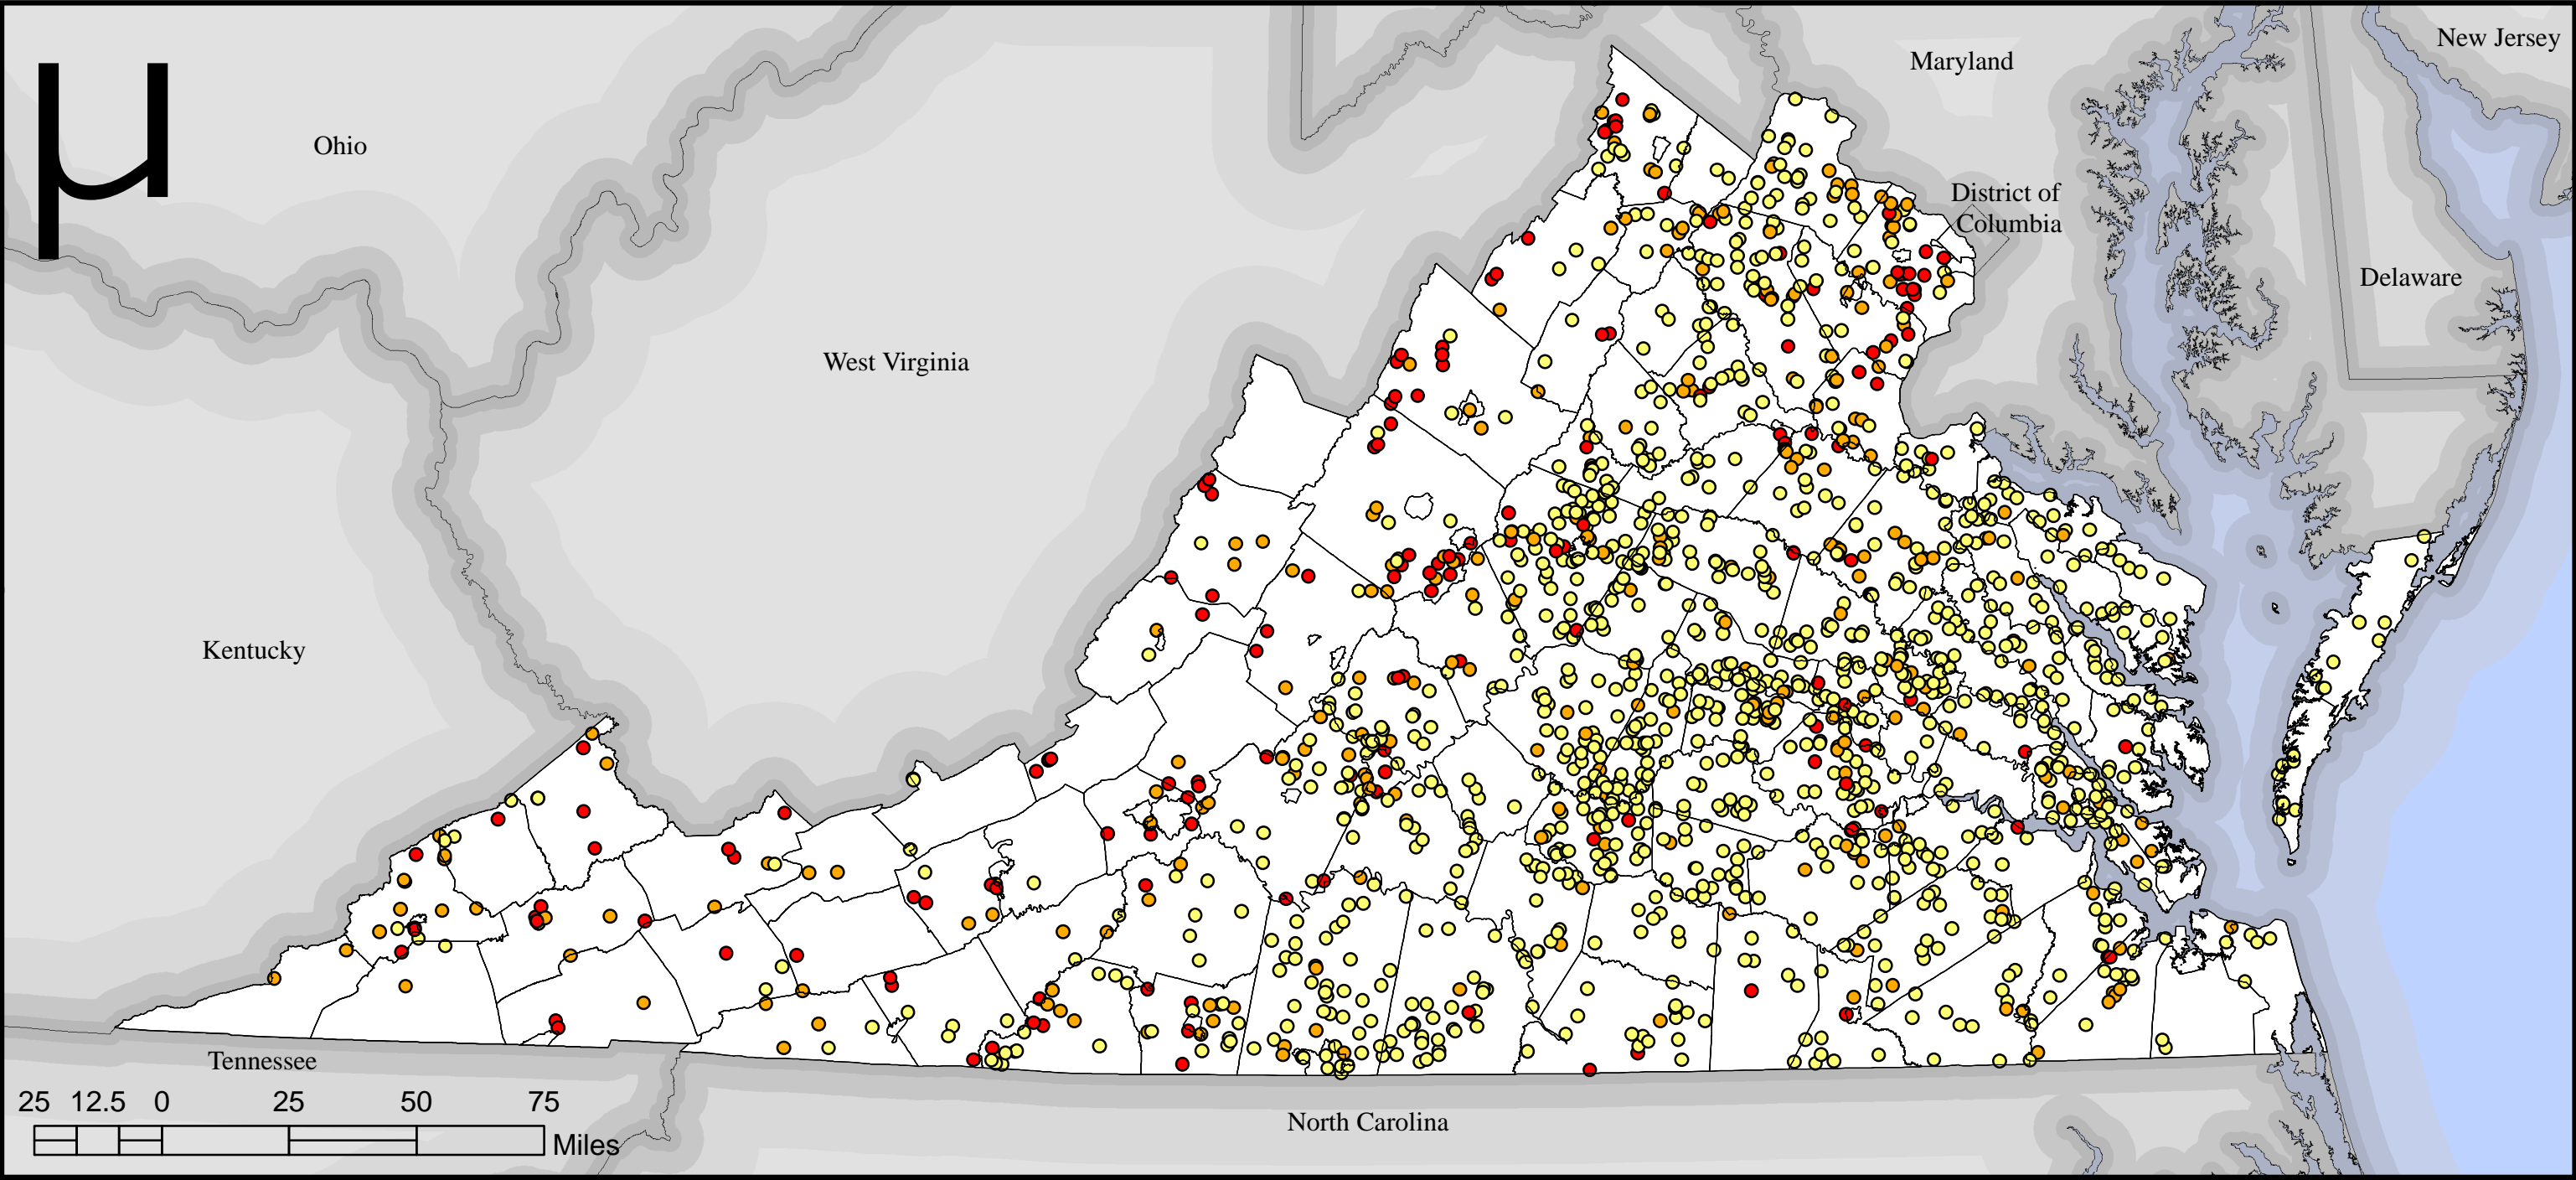 New Jersey
Maryland
µ
Ohio
District of
Columbia
Delaware
West Virginia
Kentucky
Tennessee
25 12.5 0 25 50 75
Miles
North Carolina